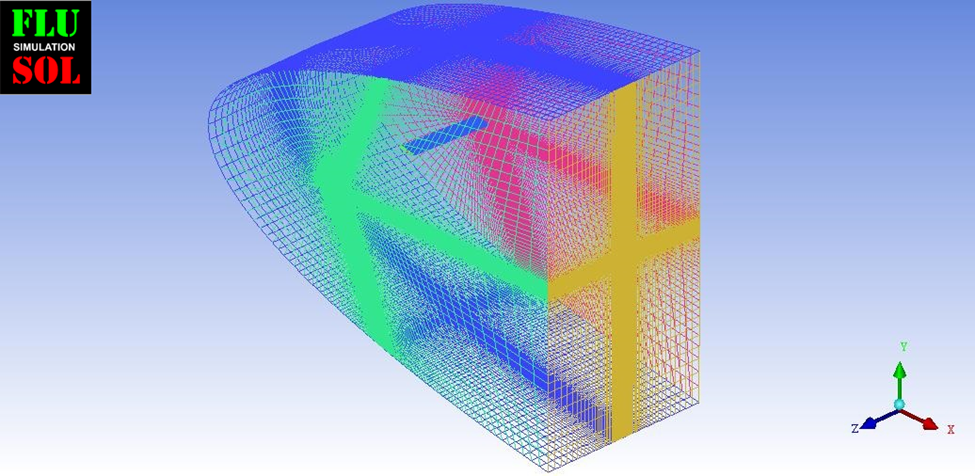 FLU
SIMULATION
SOL
Y
Z
X